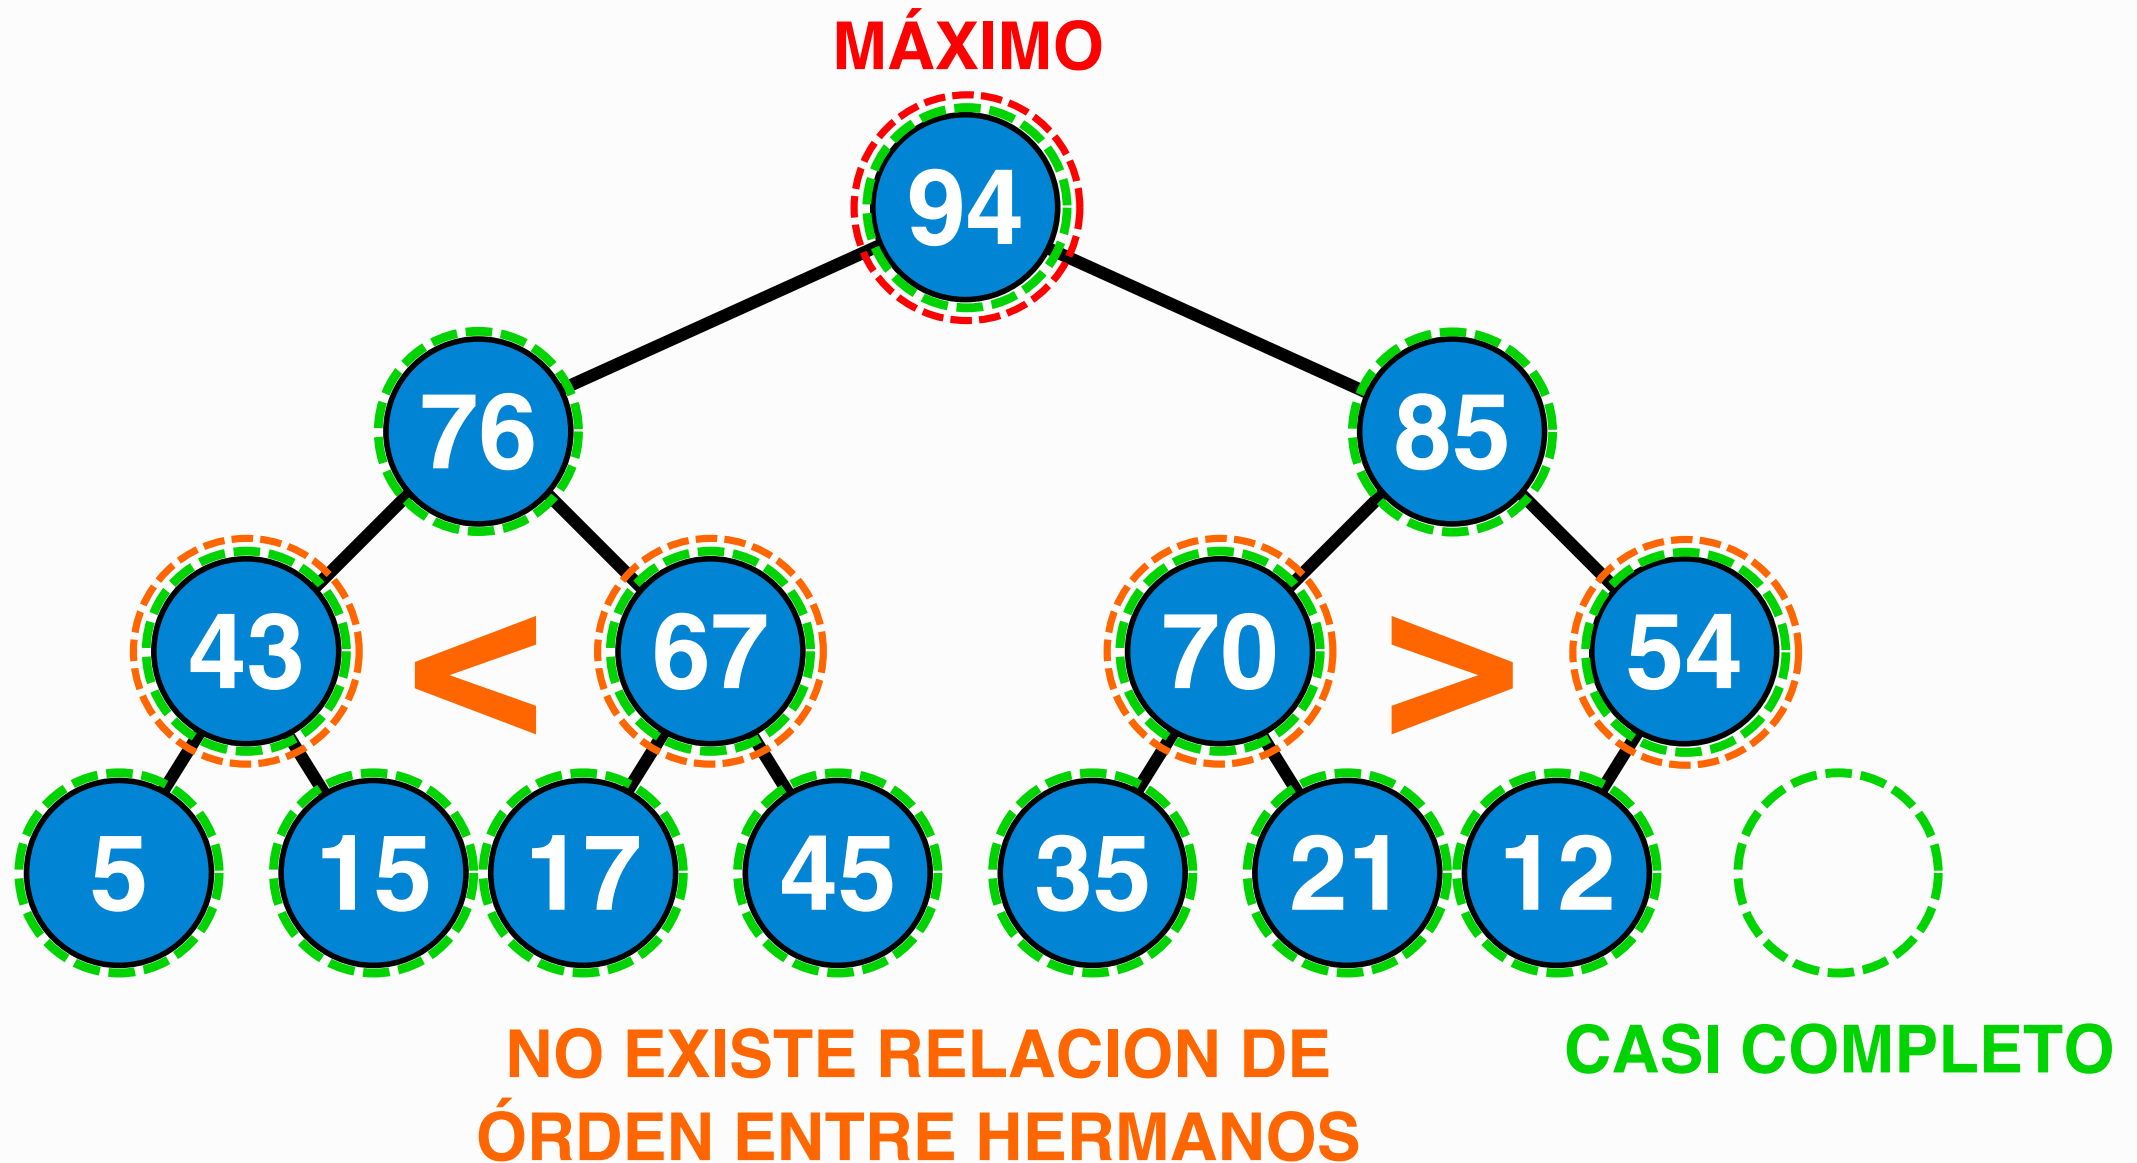 MÁXIMO
94
76 85
43 < 67 70 > 54
5 15 17 45 35 21 12
NO EXISTE RELACION DE
ÓRDEN ENTRE HERMANOS
CASI COMPLETO